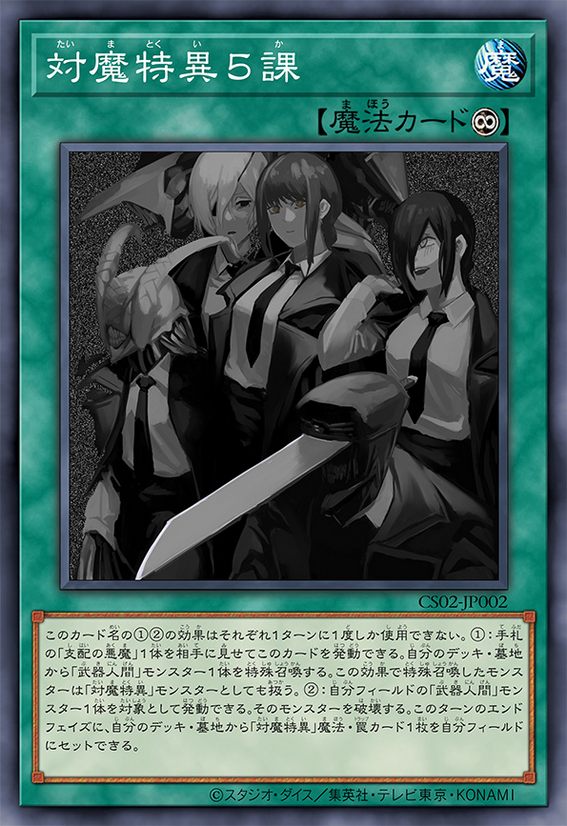 対魔特異５課
魔
【魔法カード♾】
CS02-JP002
このカード名の①②の効果はそれぞれ１ターンに１度しか使用できない。①：手札
の「支配の悪魔」１体を相手に見せてこのカードを発動できる。自分のデッキ・墓地
から「武器人間」モンスター１体を特殊召喚する。この効果で特殊召喚したモンス
ターは「対魔特異」モンスターとしても扱う。②：自分フィールドの「武器人間」モン
スター１体を対象として発動できる。そのモンスターを破壊する。このターンのエンド
フェイズに、自分のデッキ・墓地から「対魔特異」魔法・罠カード１枚を自分フィールド
にセットできる。
©スタジオ・ダイス／集英社・テレビ東京・KONAMI